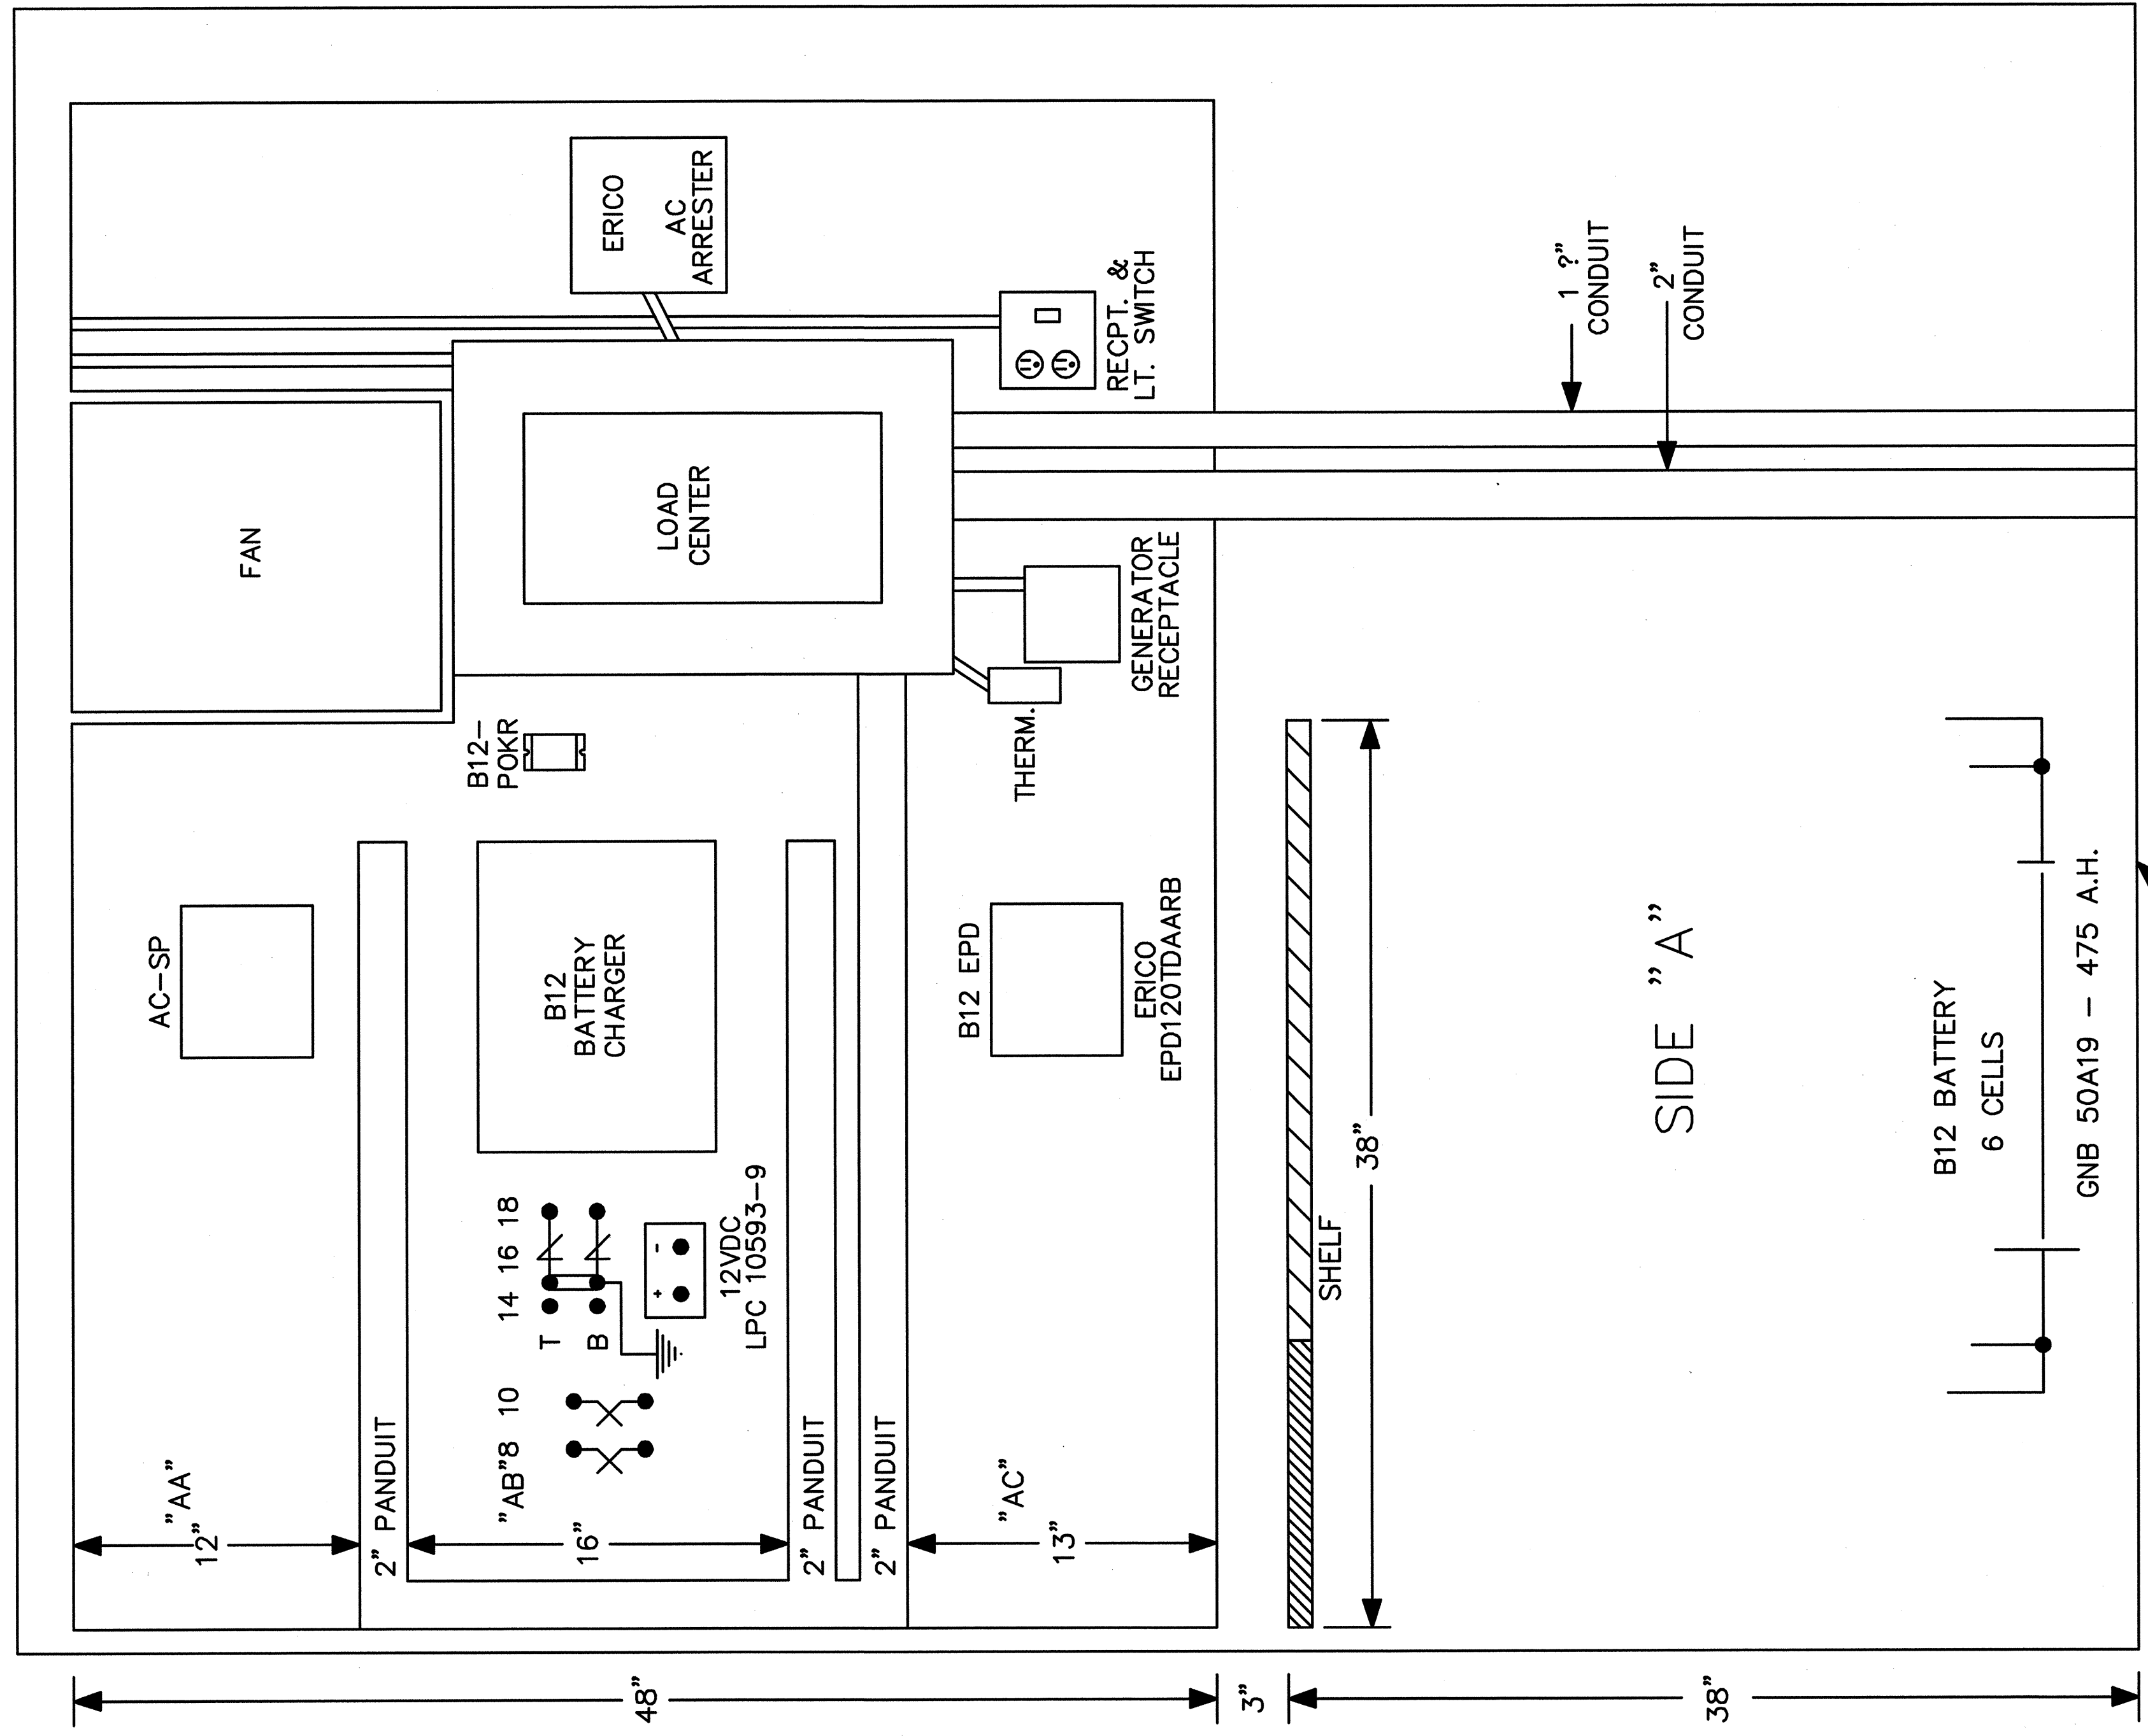 "AA"
12"
2" PANDUIT
"AB"
16"
2" PANDUIT
2" PANDUIT
"AC"
13"
48"
3"
38"
AC-SP
8 10
14 16 18
T
B
+ -
12VDC
LPC 10593-9
B12
BATTERY
CHARGER
B12-
POKR
B12 EPD
ERICO
EPD120TDAARB
FAN
LOAD
CENTER
THERM.
GENERATOR
RECEPTACLE
ERICO
AC
ARRESTER
RECPT. &
LT. SWITCH
1 ?"
CONDUIT
2"
CONDUIT
SHELF
38"
SIDE "A"
B12 BATTERY
6 CELLS
GNB 50A19 - 475 A.H.